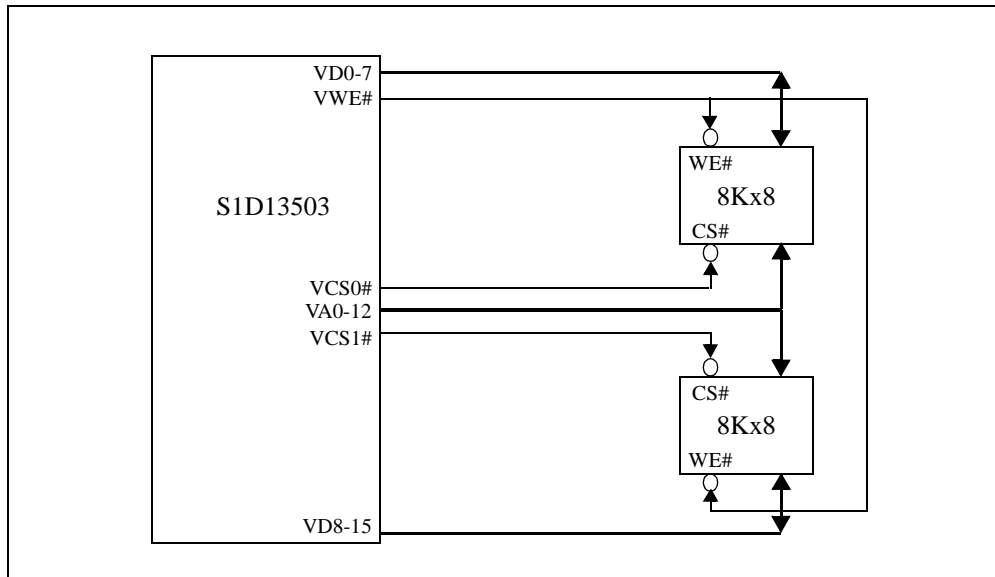 VD0-7
VWE#
WE#
8Kx8
S1D13503
CS#
VCS0#
VA0-12
VCS1#
CS#
8Kx8
WE#
VD8-15